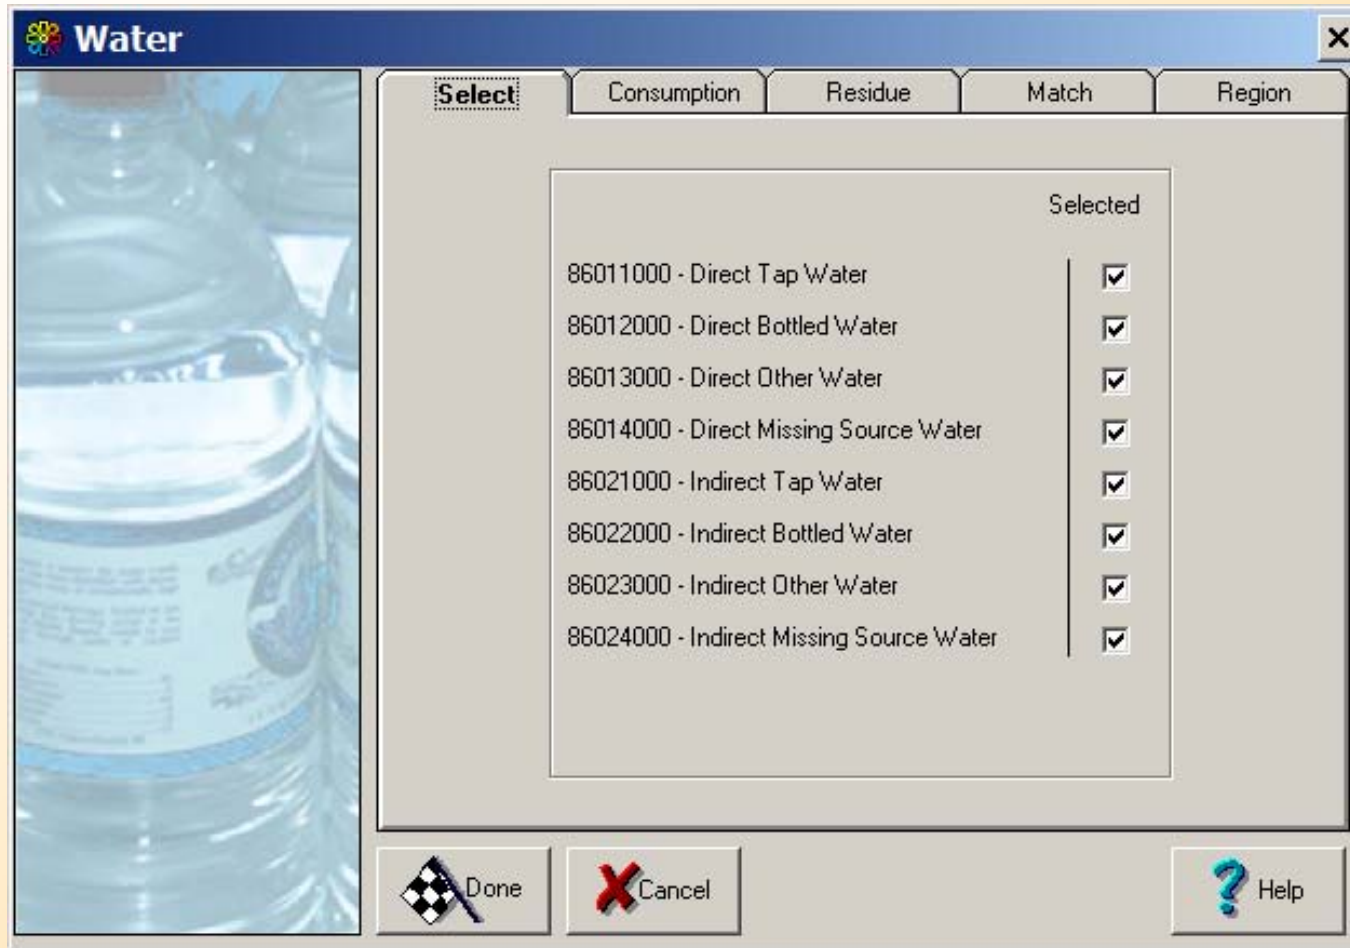 Water
Select Consumption Residue Match Region
Selected
86011000 - Direct Tap Water
86012000 - Direct Bottled Water
86013000 - Direct Other Water
86014000 - Direct Missing Source Water
86021000 - Indirect Tap Water
86022000 - Indirect Bottled Water
86023000 - Indirect Other Water
86024000 - Indirect Missing Source Water
Done Cancel Help